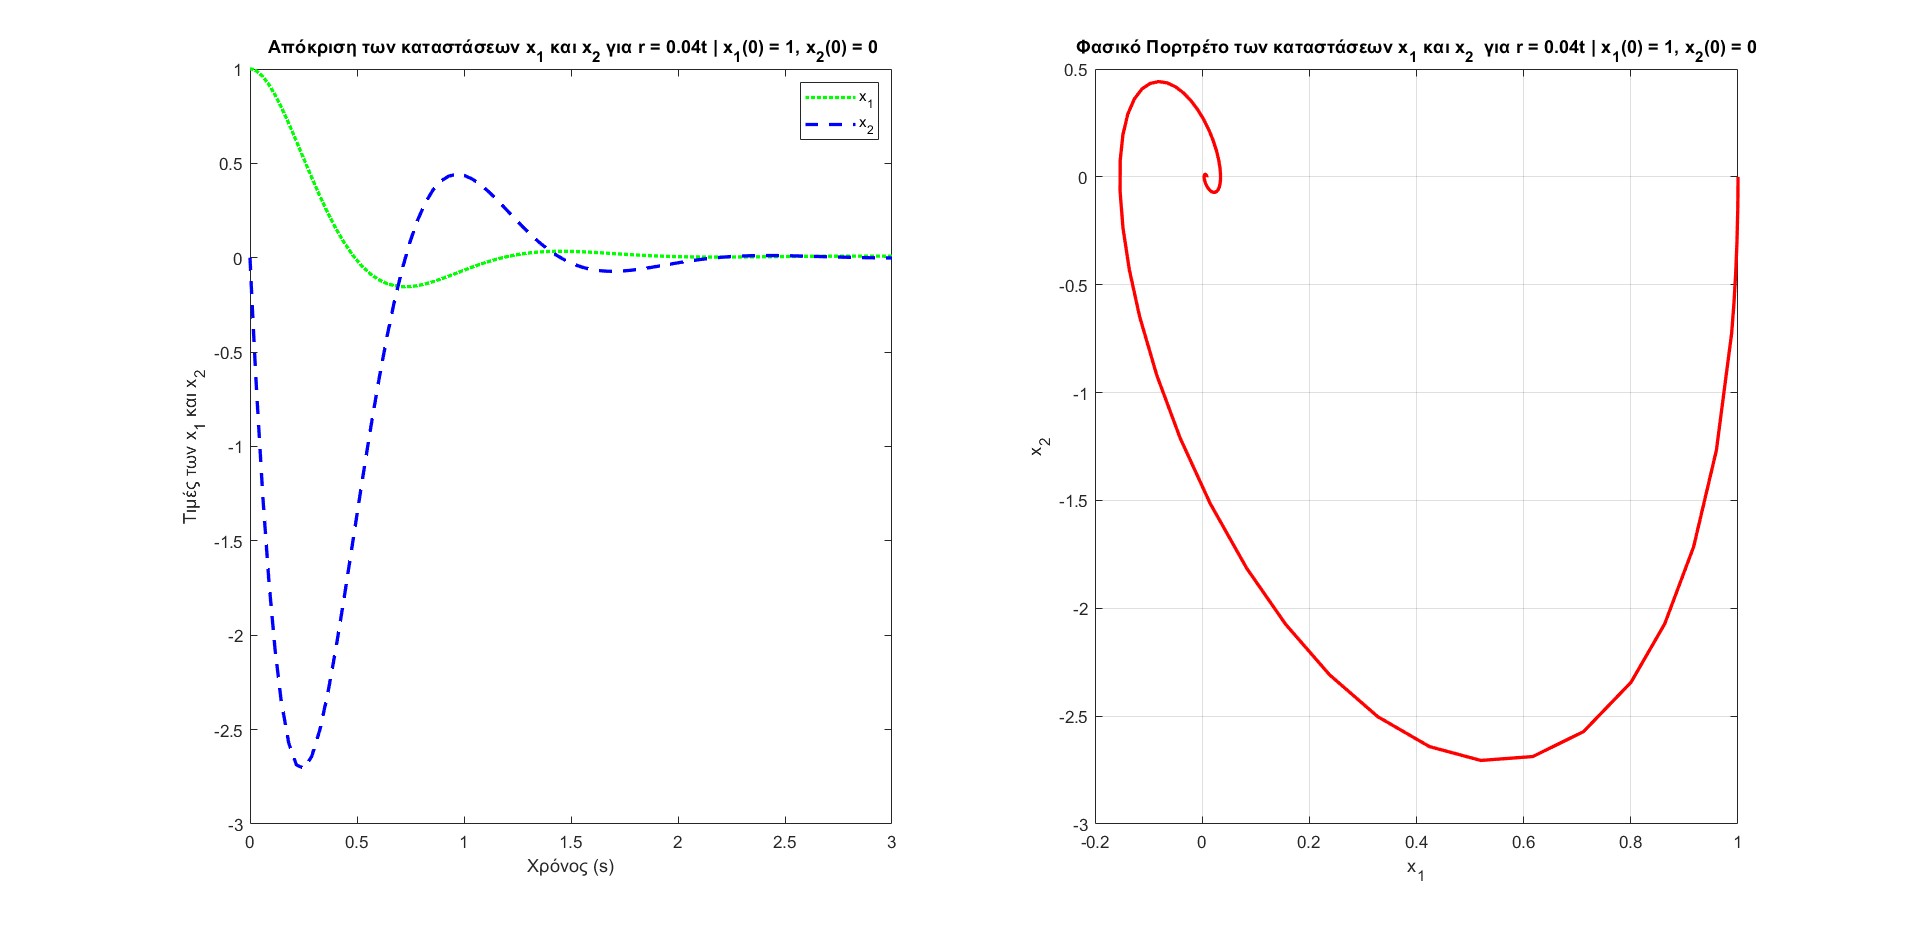 Απόκριση των καταστάσεων x1 και x2 για r = 0.04t | x1(0) = 1, x2(0) = 0
1
0.5
0
-0.5
-1
-1.5
-2
-2.5
-3
Τιμές των x1 και x2
x1
x2
0 0.5 1 1.5 2 2.5 3
Χρόνος (s)
Φασικό Πορτρέτο των καταστάσεων x1 και x2 για r = 0.04t | x1(0) = 1, x2(0) = 0
0.5
0
-0.5
-1
-1.5
-2
-2.5
-3
x2
-0.2 0 0.2 0.4 0.6 0.8 1
x1